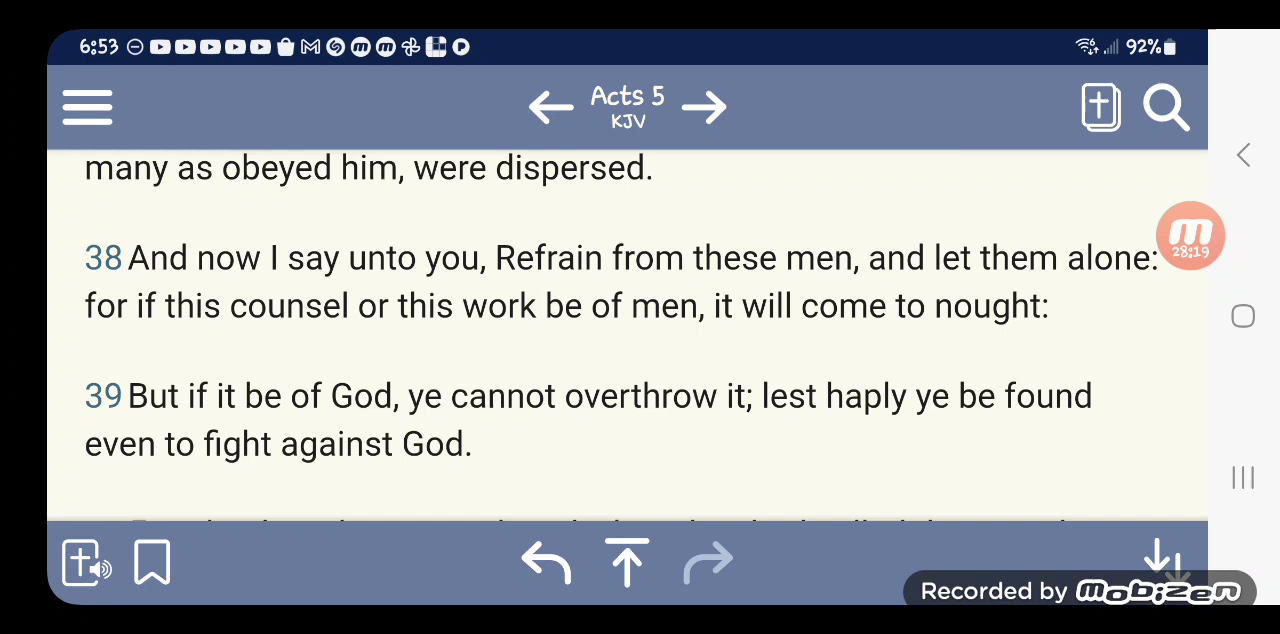 6:53 92%
Acts 5
KJV
many as obeyed him, were dispersed.
38 And now I say unto you, Refrain from these men, and let them alone:
for if this counsel or this work be of men, it will come to nought:
28:19
39 But if it be of God, ye cannot overthrow it; lest haply ye be found
even to fight against God.
Recorded by mobizen